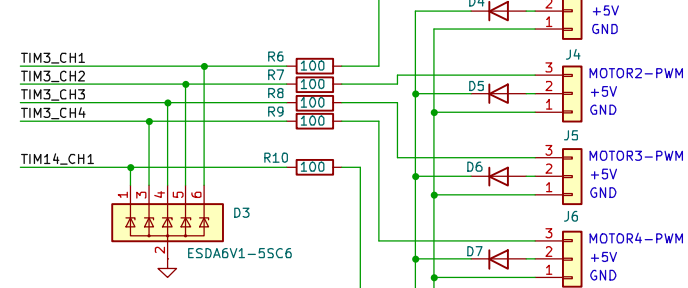 D4
2
+5V
1
GND
TIM3_CH1
R6
100
J4
TIM3_CH2
R7
100
3
MOTOR2-PWM
TIM3_CH3
R8
100
D5
2
+5V
TIM3_CH4
R9
100
1
GND
J5
TIM14_CH1
R10
100
3
MOTOR3-PWM
D6
2
+5V
1
3
4
5
6
1
GND
D3
J6
2
ESDA6V1-5SC6
3
MOTOR4-PWM
D7
2
+5V
1
GND